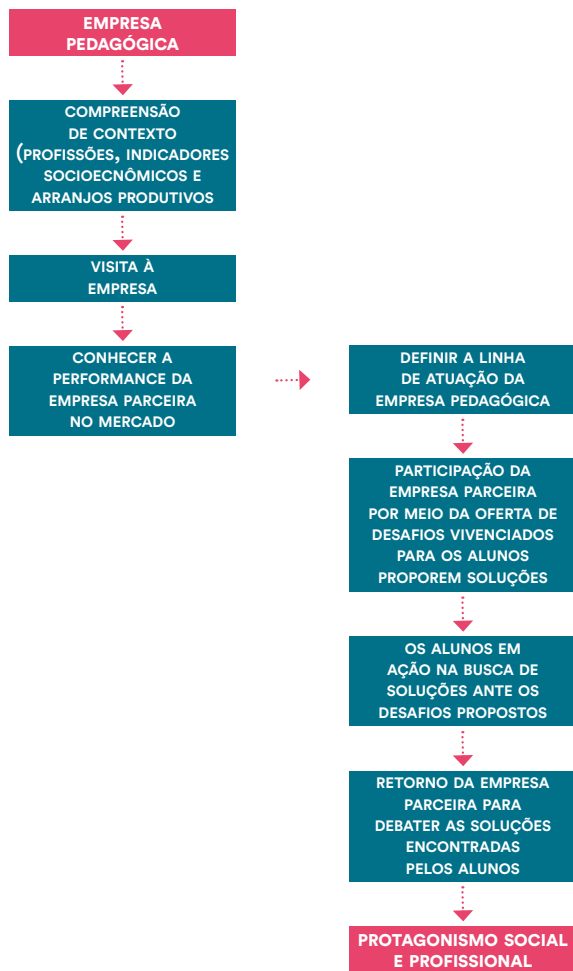 EMPRESA
PEDAGÓGICA
COMPREENSÃO
DE CONTEXTO
(PROFISSÕES, INDICADORES
SOCIOECNÔMICOS E
ARRANJOS PRODUTIVOS
VISITA À
EMPRESA
CONHECER A
PERFORMANCE DA
EMPRESA PARCEIRA
NO MERCADO
DEFINIR A LINHA
DE ATUAÇÃO DA
EMPRESA PEDAGÓGICA
PARTICIPAÇÃO DA
EMPRESA PARCEIRA
POR MEIO DA OFERTA DE
DESAFIOS VIVENCIADOS
PARA OS ALUNOS
PROPOREM SOLUÇÕES
OS ALUNOS EM
AÇÃO NA BUSCA DE
SOLUÇÕES ANTE OS
DESAFIOS PROPOSTOS
RETORNO DA EMPRESA
PARCEIRA PARA
DEBATER AS SOLUÇÕES
ENCONTRADAS
PELOS ALUNOS
PROTAGONISMO SOCIAL
E PROFISSIONAL